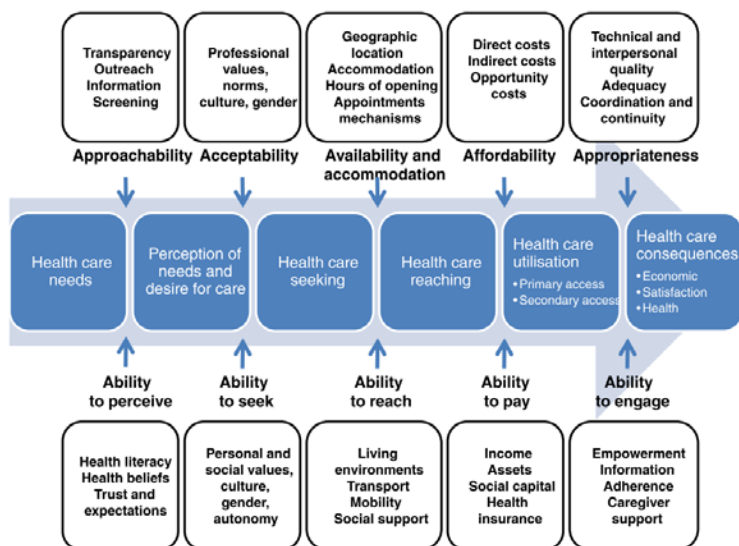 Transparency
Outreach
Information
Screening
Professional
values,
norms,
culture, gender
Geographic
location
Accommodation
Hours of opening
Appointments
mechanisms
Direct costs
Indirect costs
Opportunity
costs
Technical and
interpersonal
quality
Adequacy
Coordination and
continuity
Approachability
Acceptability
Availability and
accommodation
Affordability
Appropriateness
Health care
needs
Perception of
needs and
desire for care
Health care
seeking
Health care
reaching
Health care
utilisation
•Primary access
•Secondary access
Health care
consequences
•Economic
•Satisfaction
•Health
Ability
to perceive
Ability
to seek
Ability
to reach
Ability
to pay
Ability
to engage
Health literacy
Health beliefs
Trust and
expectations
Personal and
social values,
culture,
gender,
autonomy
Living
environments
Transport
Mobility
Social support
Income
Assets
Social capital
Health
insurance
Empowerment
Information
Adherence
Caregiver
support